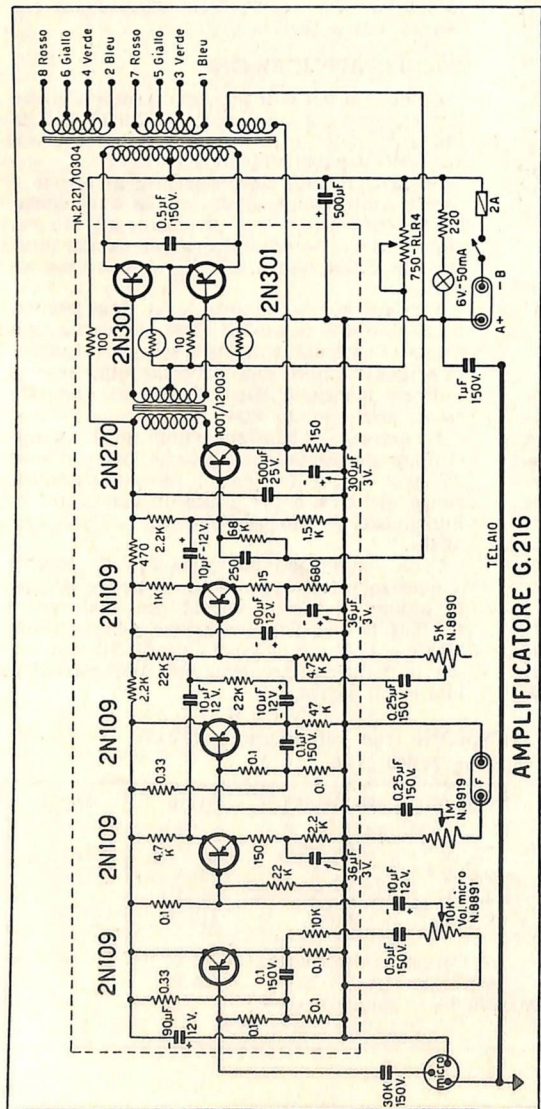 8 Rosso
6 Giallo
4 Verde
2 Bleu
7 Rosso
5 Giallo
3 Verde
1 Bleu
N.2121/10304
0.5µF
150V.
500µF
- +
2N301
2N301
100
10
750-RLR4
220
2A
6V.-50mA
-B
A+
100T/12003
2N270
150
300µF
3V.
500µF
25V.
1µF
150V.
2.2K
470
10µF-12V.
68
K
250
1.5
K
1K
2N109
15
680
36µF
3V.
90µF
12V.
22K
2.2K
4.7
K
5K
N.8690
0.25µF
150V.
10µF
12V.
22K
10µF
12V.
2N109
47
K
0.1µF
150V.
0.1
0.1
0.33
F
0.25µF
150V.
1M
N.8919
2N109
4.7
K
150
2.2
K
36µF
3V.
22
K
0.1
10µF
12V.
10K
Vol.micro
N.8891
0.5µF
150V.
2N109
10K
0.1
0.1
150V.
0.33
0.1
0.1
90µF
12V.
30K
150V.
micro
TELAIO
AMPLIFICATORE G.216